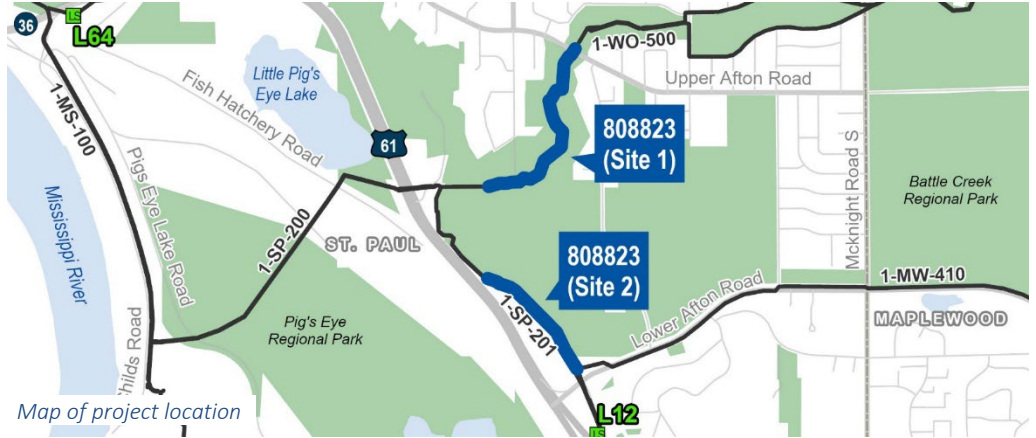 36
L64
LS
1-WO-500
Little Pig's
Eye Lake
Upper Afton Road
Fish Hatchery Road
1-MS-100
61
808823
(Site 1)
Pigs Eye Lake Road
Mcknight Road S
Battle Creek
Regional Park
Mississippi River
1-SP-200
ST. PAUL
808823
(Site 2)
1-MW-410
1-SP-201
Lower Afton Road
MAPLEWOOD
Pig's Eye
Regional Park
Childs Road
Map of project location
L12
LS